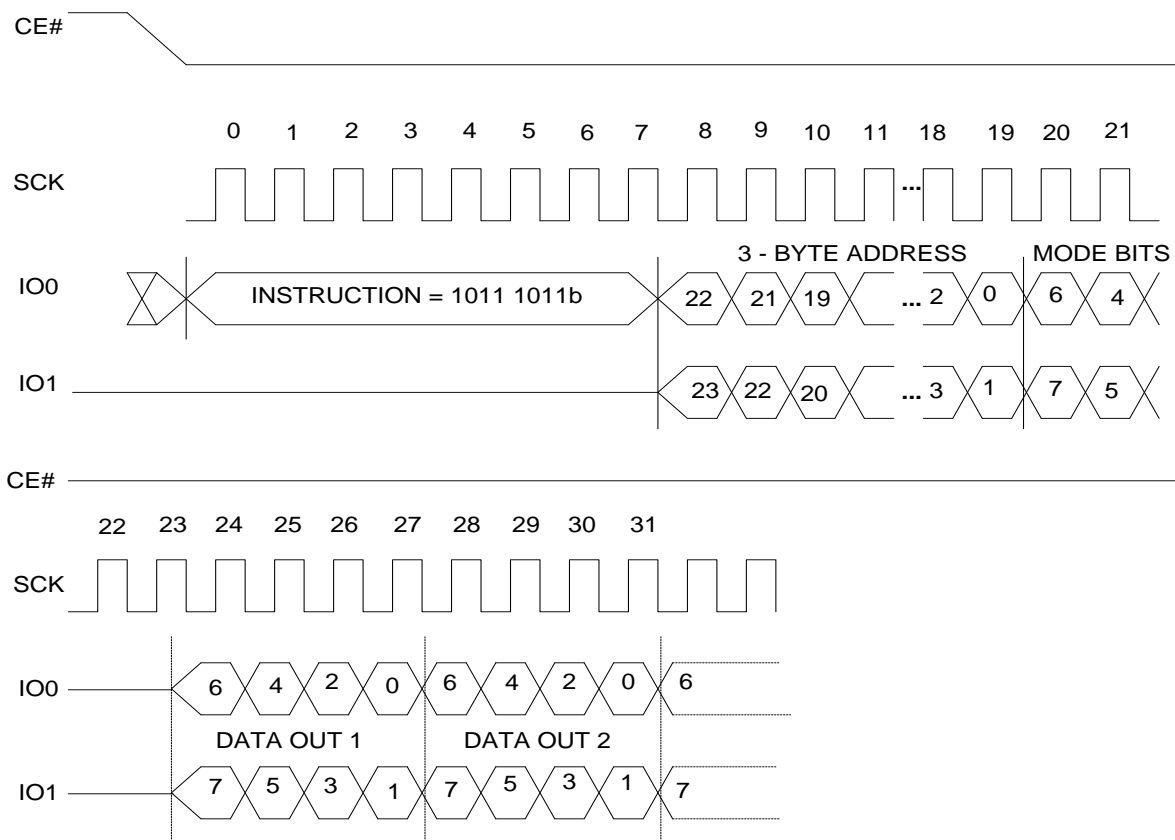 CE#
0 1 2 3 4 5 6 7 8 9 10 11 18 19 20 21
SCK
...
3 - BYTE ADDRESS MODE BITS
IO0
INSTRUCTION = 1011 1011b
22 21 19 ... 2 0 6 4
IO1
23 22 20 ... 3 1 7 5
CE#
22 23 24 25 26 27 28 29 30 31
SCK
IO0
6 4 2 0 6 4 2 0 6
DATA OUT 1 DATA OUT 2
IO1
7 5 3 1 7 5 3 1 7